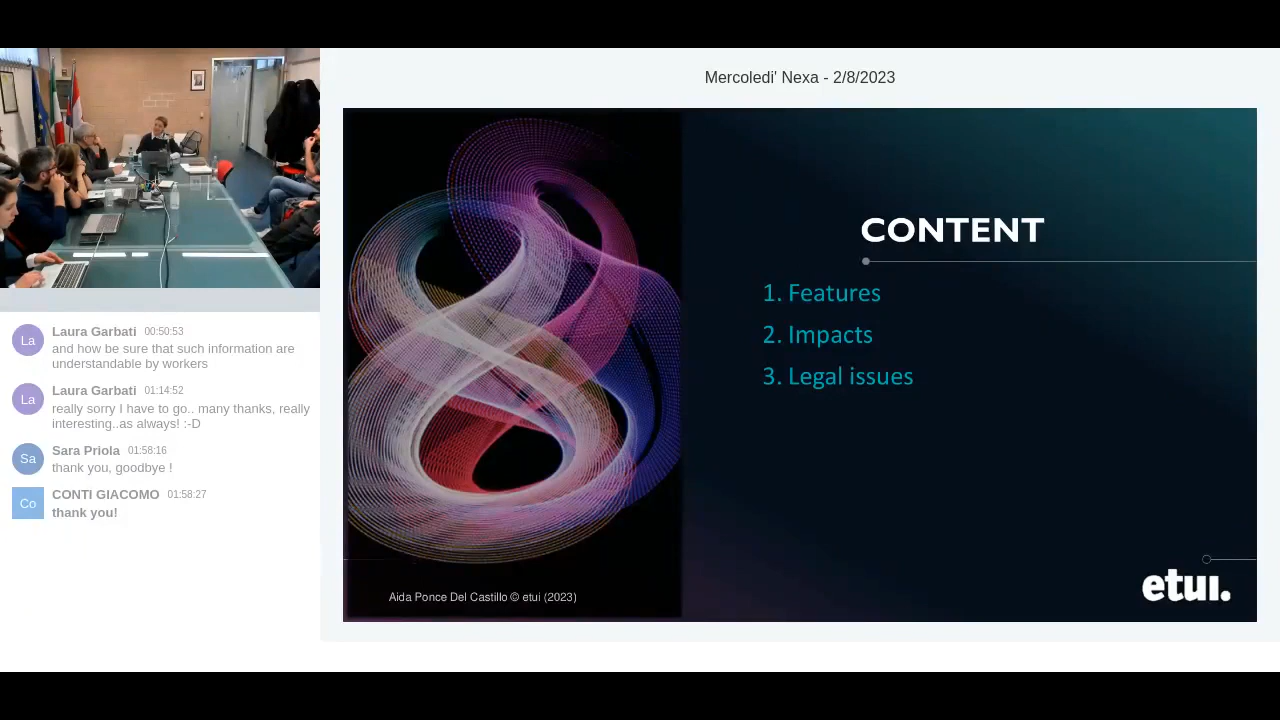 Mercoledi' Nexa - 2/8/2023
CONTENT
1. Features
2. Impacts
3. Legal issues
Aida Ponce Del Castillo © etui (2023)
etui.
La
Laura Garbati 00:50:53
and how be sure that such information are
understandable by workers
La
Laura Garbati 01:14:52
really sorry I have to go.. many thanks, really
interesting..as always! :-D
Sa
Sara Priola 01:58:16
thank you, goodbye !
Co
CONTI GIACOMO 01:58:27
thank you!